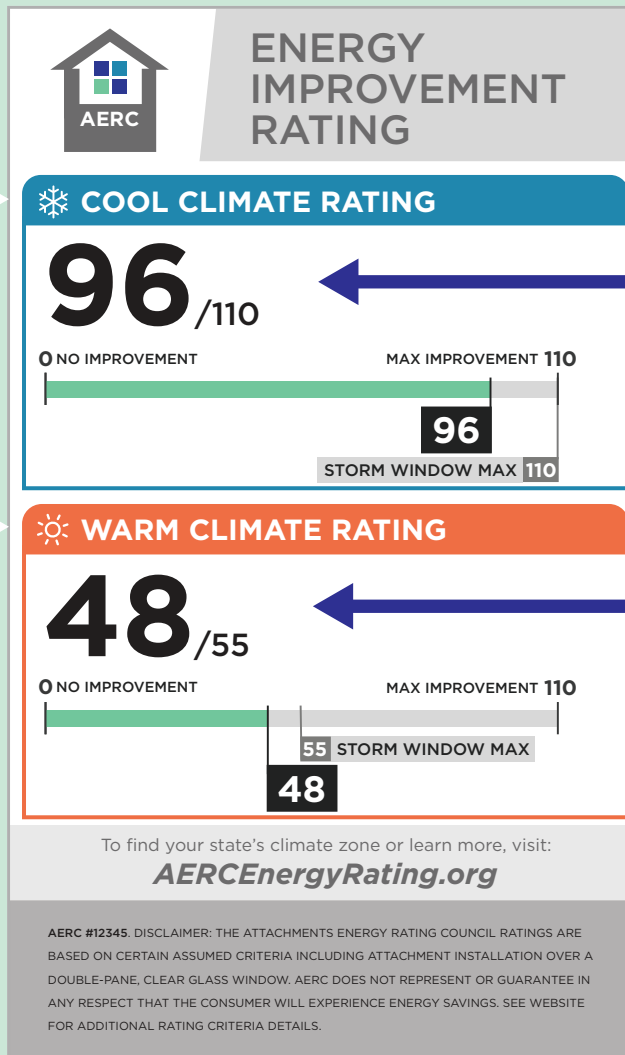 AERC
ENERGY
IMPROVEMENT
RATING
COOL CLIMATE RATING
96/110
0 NO IMPROVEMENT MAX IMPROVEMENT 110
96
STORM WINDOW MAX 110
WARM CLIMATE RATING
48/55
0 NO IMPROVEMENT MAX IMPROVEMENT 110
55 STORM WINDOW MAX
48
To find your state's climate zone or learn more, visit:
AERCEnergyRating.org
AERC #12345. DISCLAIMER: THE ATTACHMENTS ENERGY RATING COUNCIL RATINGS ARE
BASED ON CERTAIN ASSUMED CRITERIA INCLUDING ATTACHMENT INSTALLATION OVER A
DOUBLE-PANE, CLEAR GLASS WINDOW. AERC DOES NOT REPRESENT OR GUARANTEE IN
ANY RESPECT THAT THE CONSUMER WILL EXPERIENCE ENERGY SAVINGS. SEE WEBSITE
FOR ADDITIONAL RATING CRITERIA DETAILS.